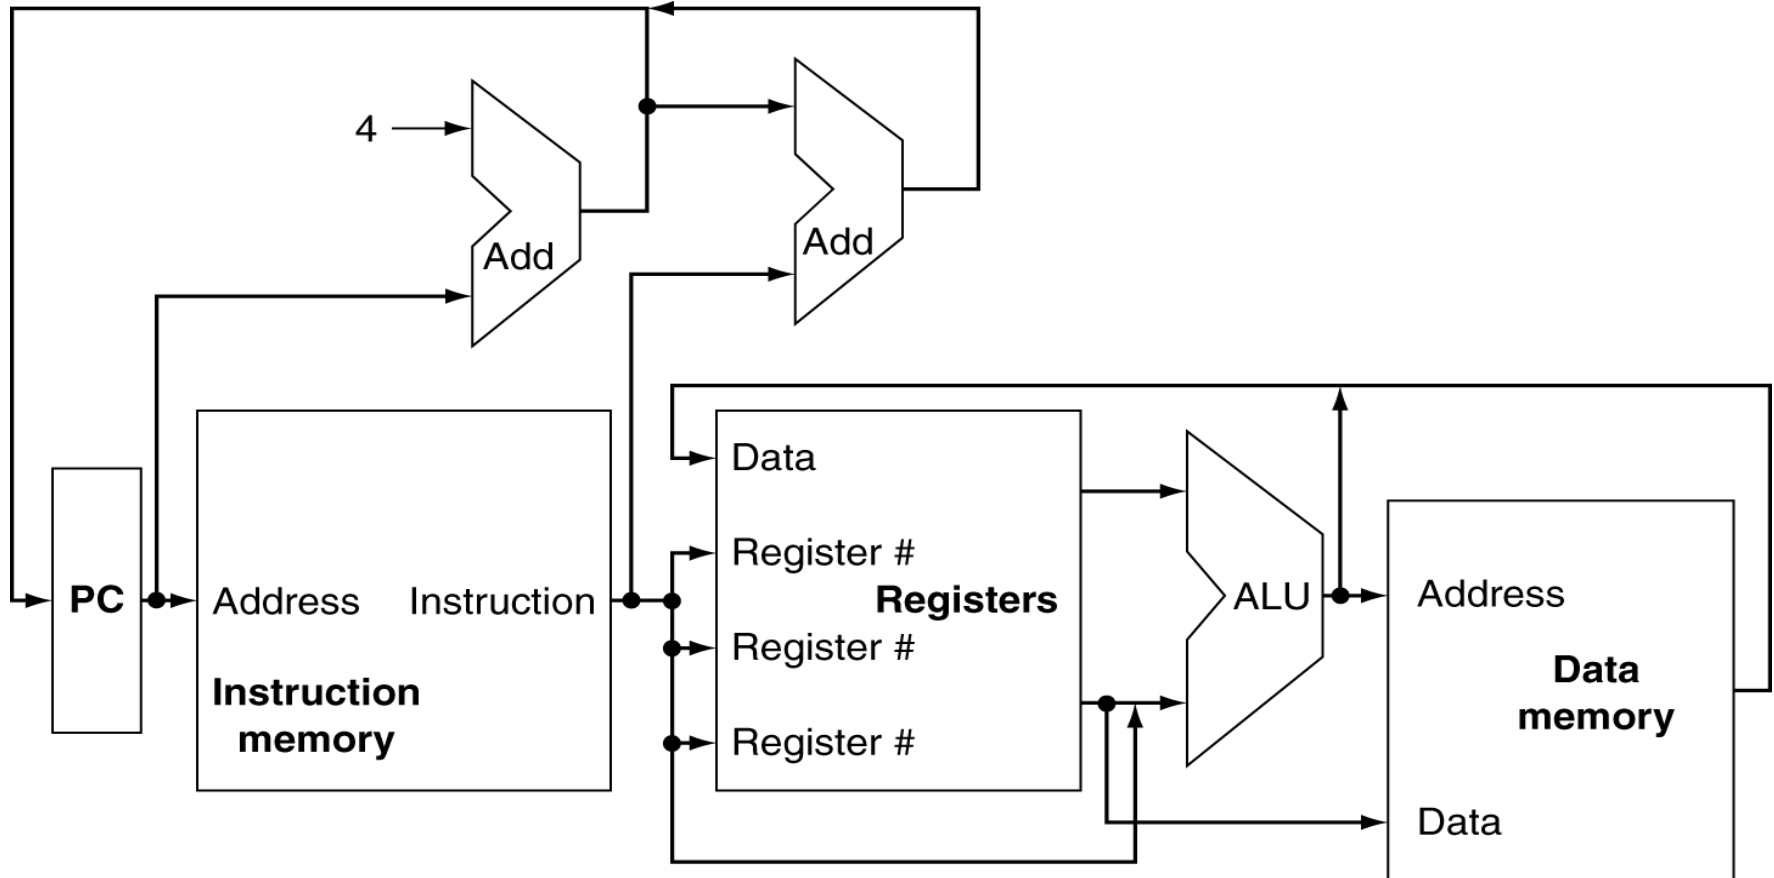 4
Add
Add
Data
Register #
PC
Address
Instruction
Registers
ALU
Address
Register #
Instruction
memory
Data
memory
Register #
Data